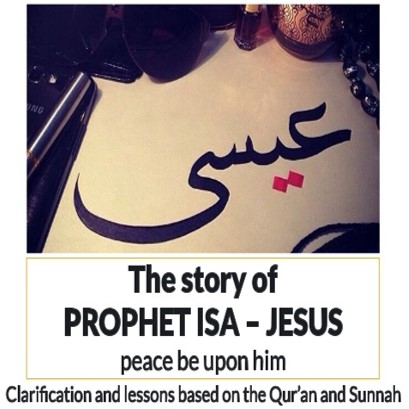 عيسى
The story of
PROPHET ISA – JESUS
peace be upon him
Clarification and lessons based on the Qur'an and Sunnah